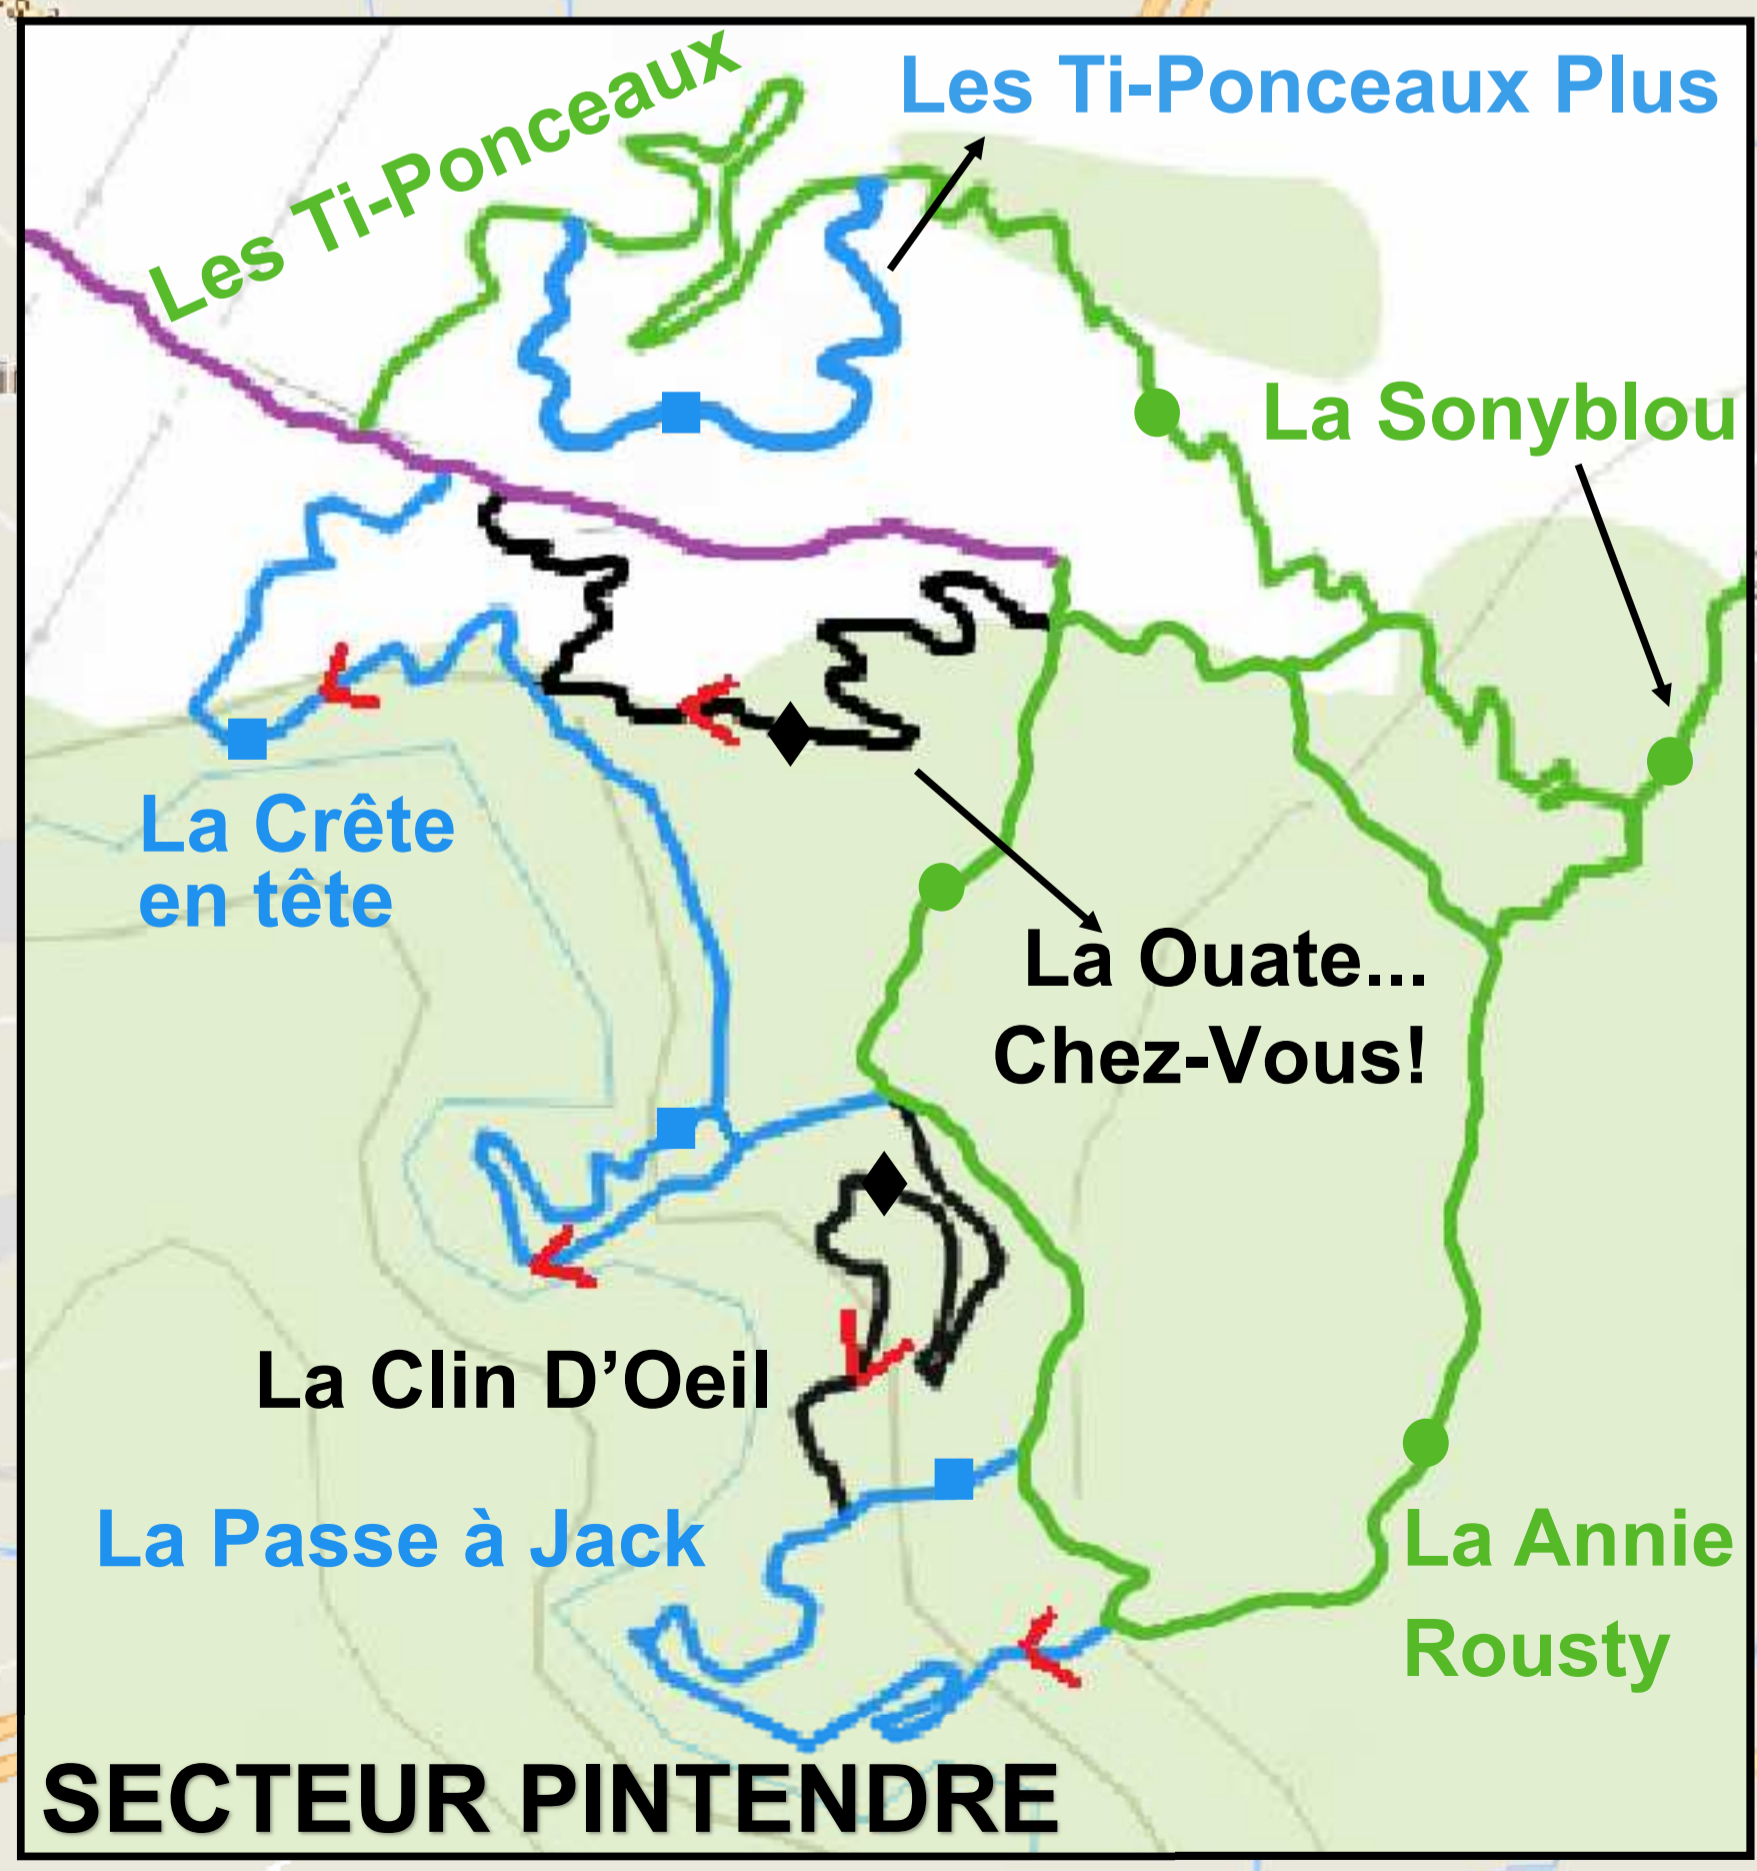 Les Ti-Ponceaux
Les Ti-Ponceaux Plus
La Sonyblou
La Crête
en tête
La Ouate...
Chez-Vous!
La Clin D’Oeil
La Passe à Jack
La Annie
Rousty
SECTEUR PINTENDRE